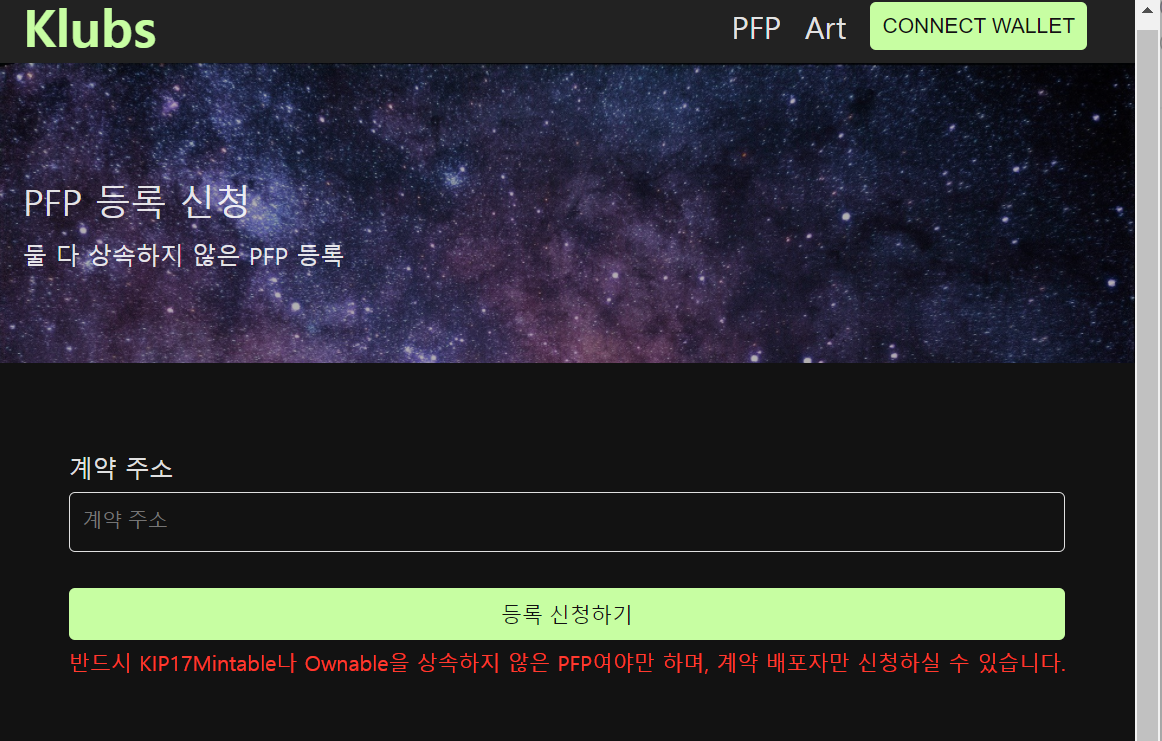 Klubs
PFP Art CONNECT WALLET
PFP 등록 신청
둘 다 상속하지 않은 PFP 등록
계약 주소
계약 주소
등록 신청하기
반드시 KIP17Mintable나 Ownable을 상속하지 않은 PFP여야만 하며, 계약 배포자만 신청하실 수 있습니다.